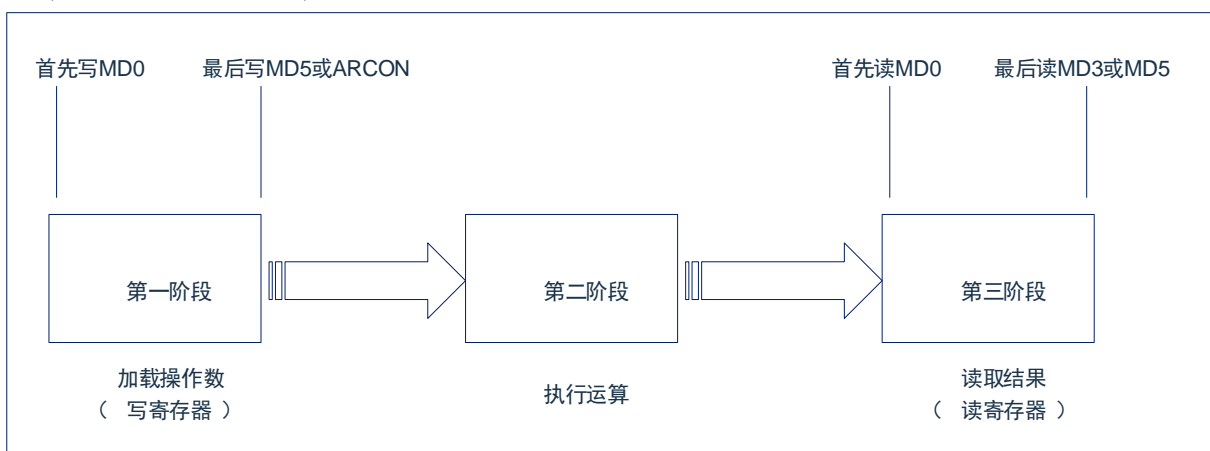 首先写MD0
最后写MD5或ARCON
首先读MD0
最后读MD3或MD5
第一阶段
第二阶段
第三阶段
加载操作数
（ 写寄存器 ）
执行运算
读取结果
（ 读寄存器 ）